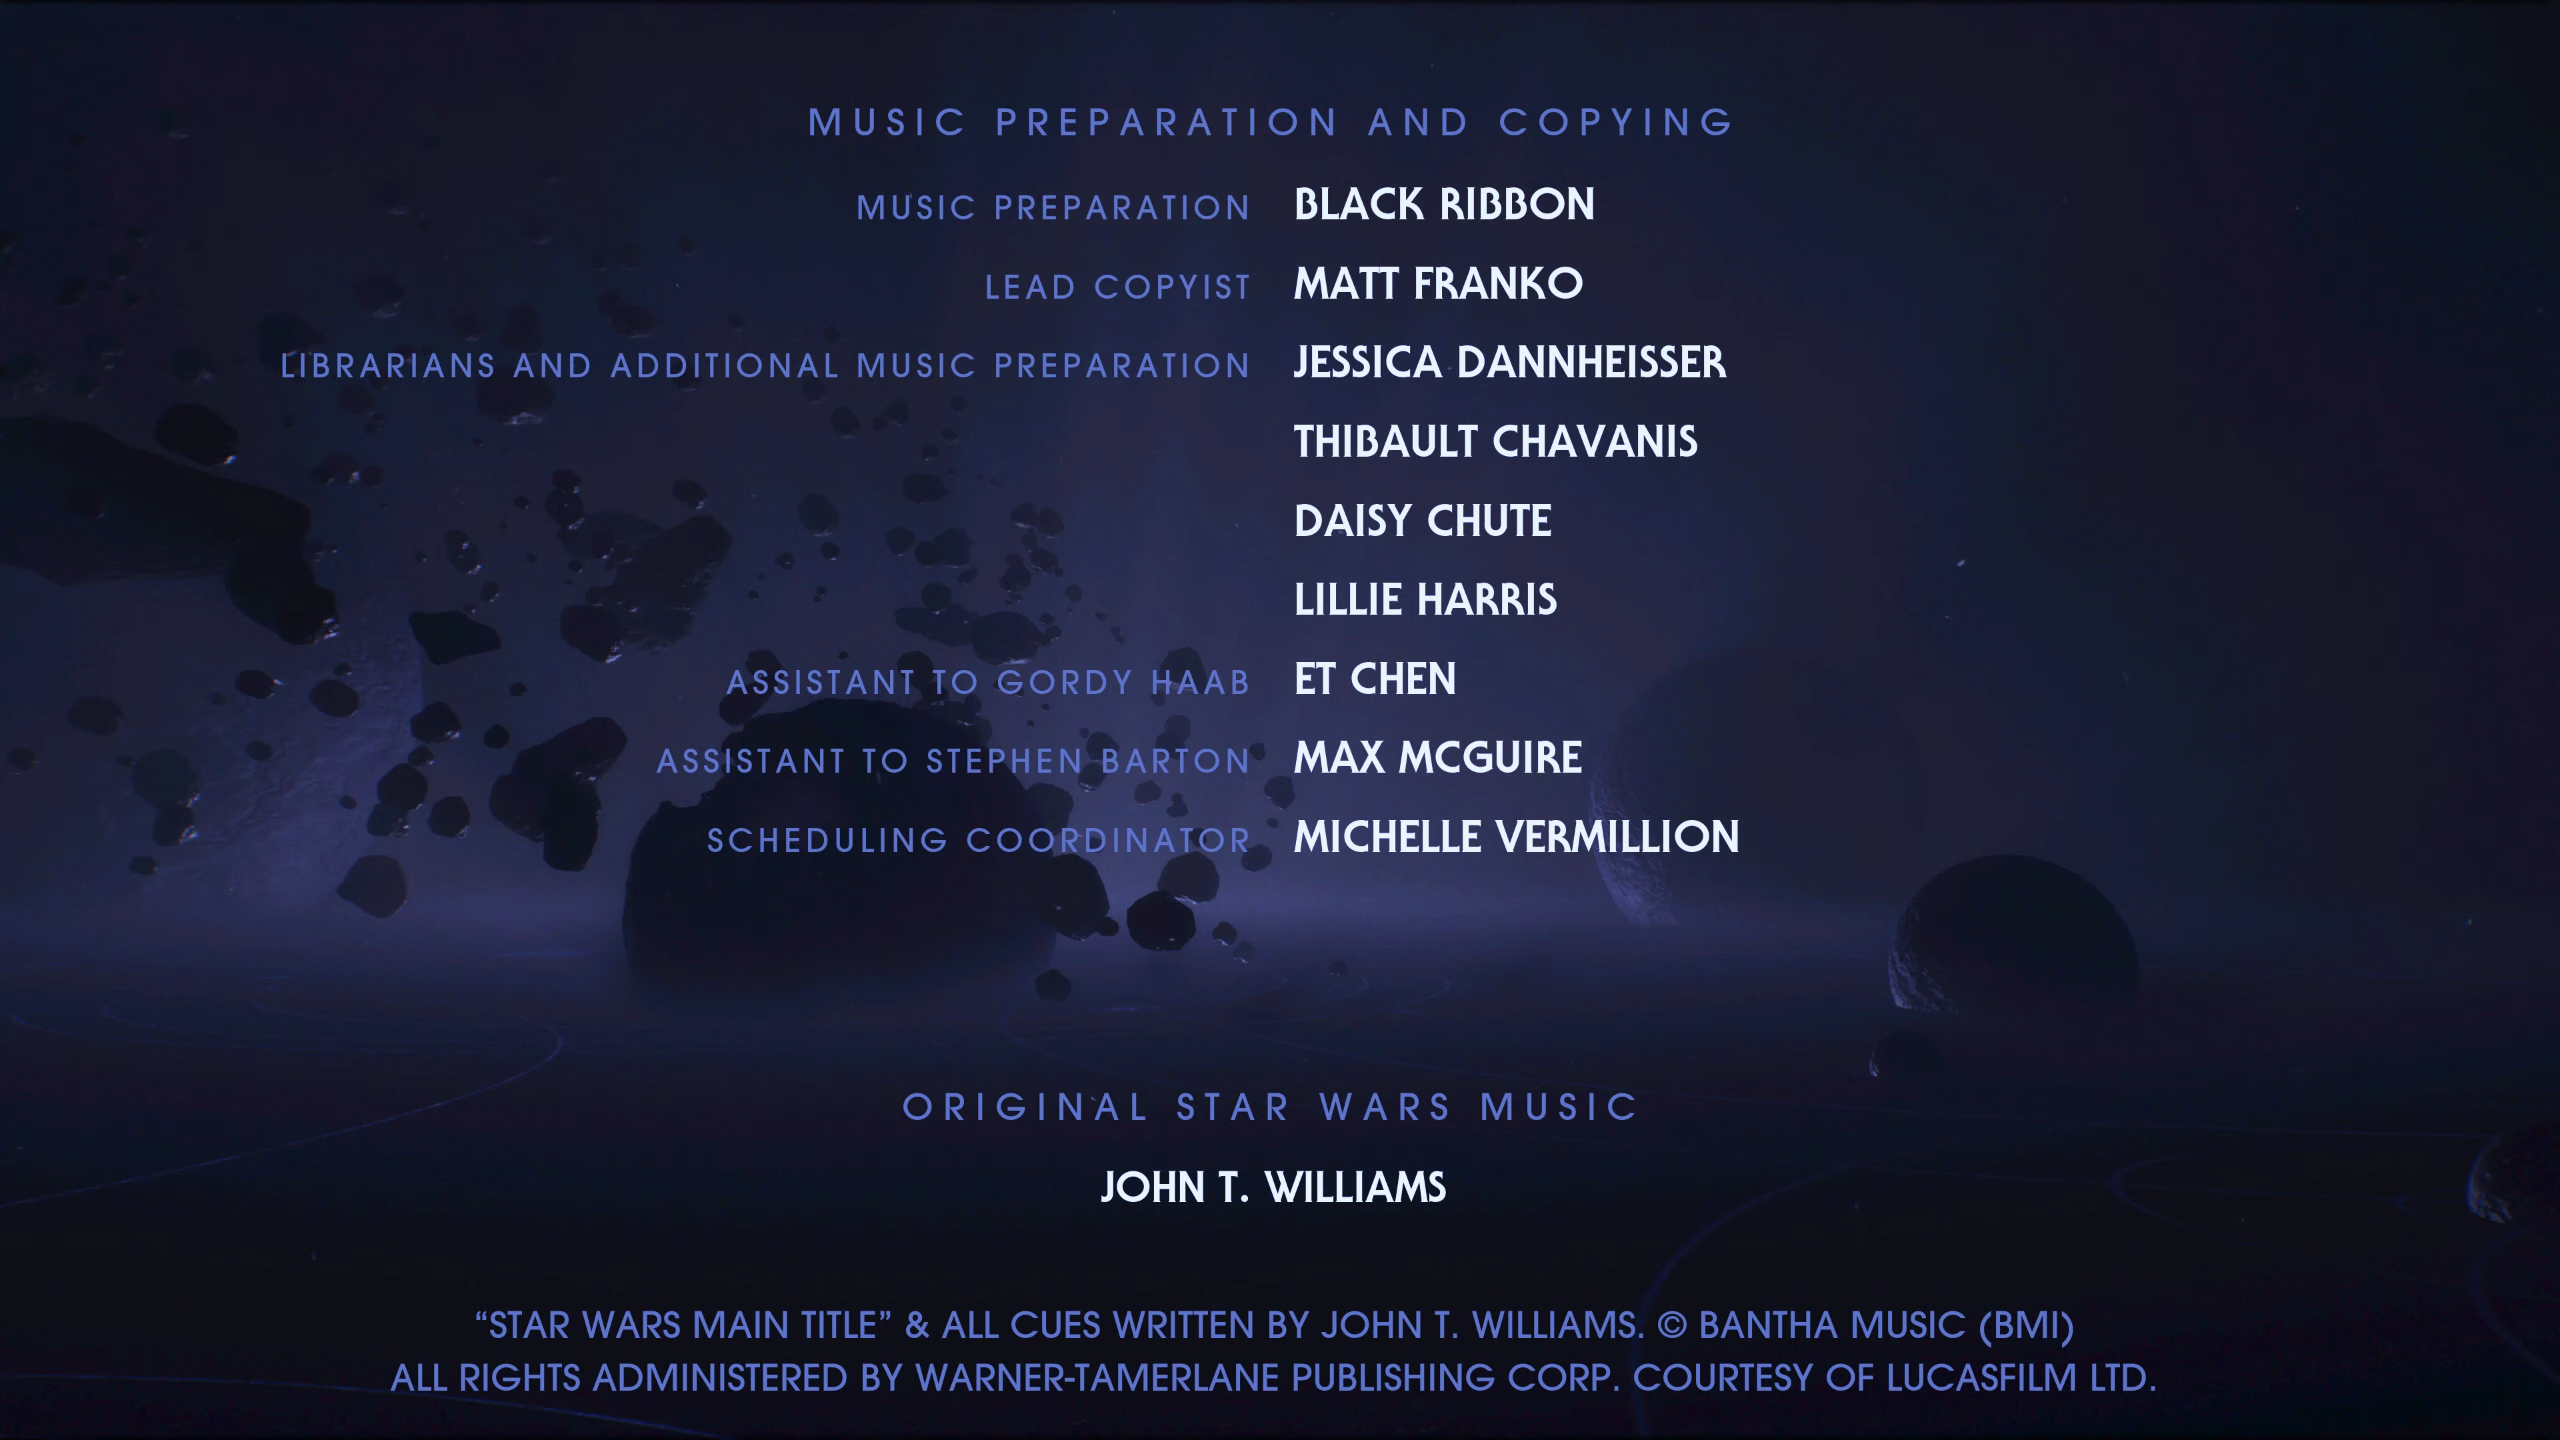 MUSIC PREPARATION AND COPYING
MUSIC PREPARATION BLACK RIBBON
LEAD COPYIST MATT FRANKO
LIBRARIANS AND ADDITIONAL MUSIC PREPARATION JESSICA DANNHEISSER
THIBAULT CHAVANIS
DAISY CHUTE
LILLIE HARRIS
ASSISTANT TO GORDY HAAB ET CHEN
ASSISTANT TO STEPHEN BARTON MAX MCGUIRE
SCHEDULING COORDINATOR MICHELLE VERMILLION
ORIGINAL STAR WARS MUSIC
JOHN T. WILLIAMS
“STAR WARS MAIN TITLE” & ALL CUES WRITTEN BY JOHN T. WILLIAMS. © BANTHA MUSIC (BMI)
ALL RIGHTS ADMINISTERED BY WARNER-TAMERLANE PUBLISHING CORP. COURTESY OF LUCASFILM LTD.